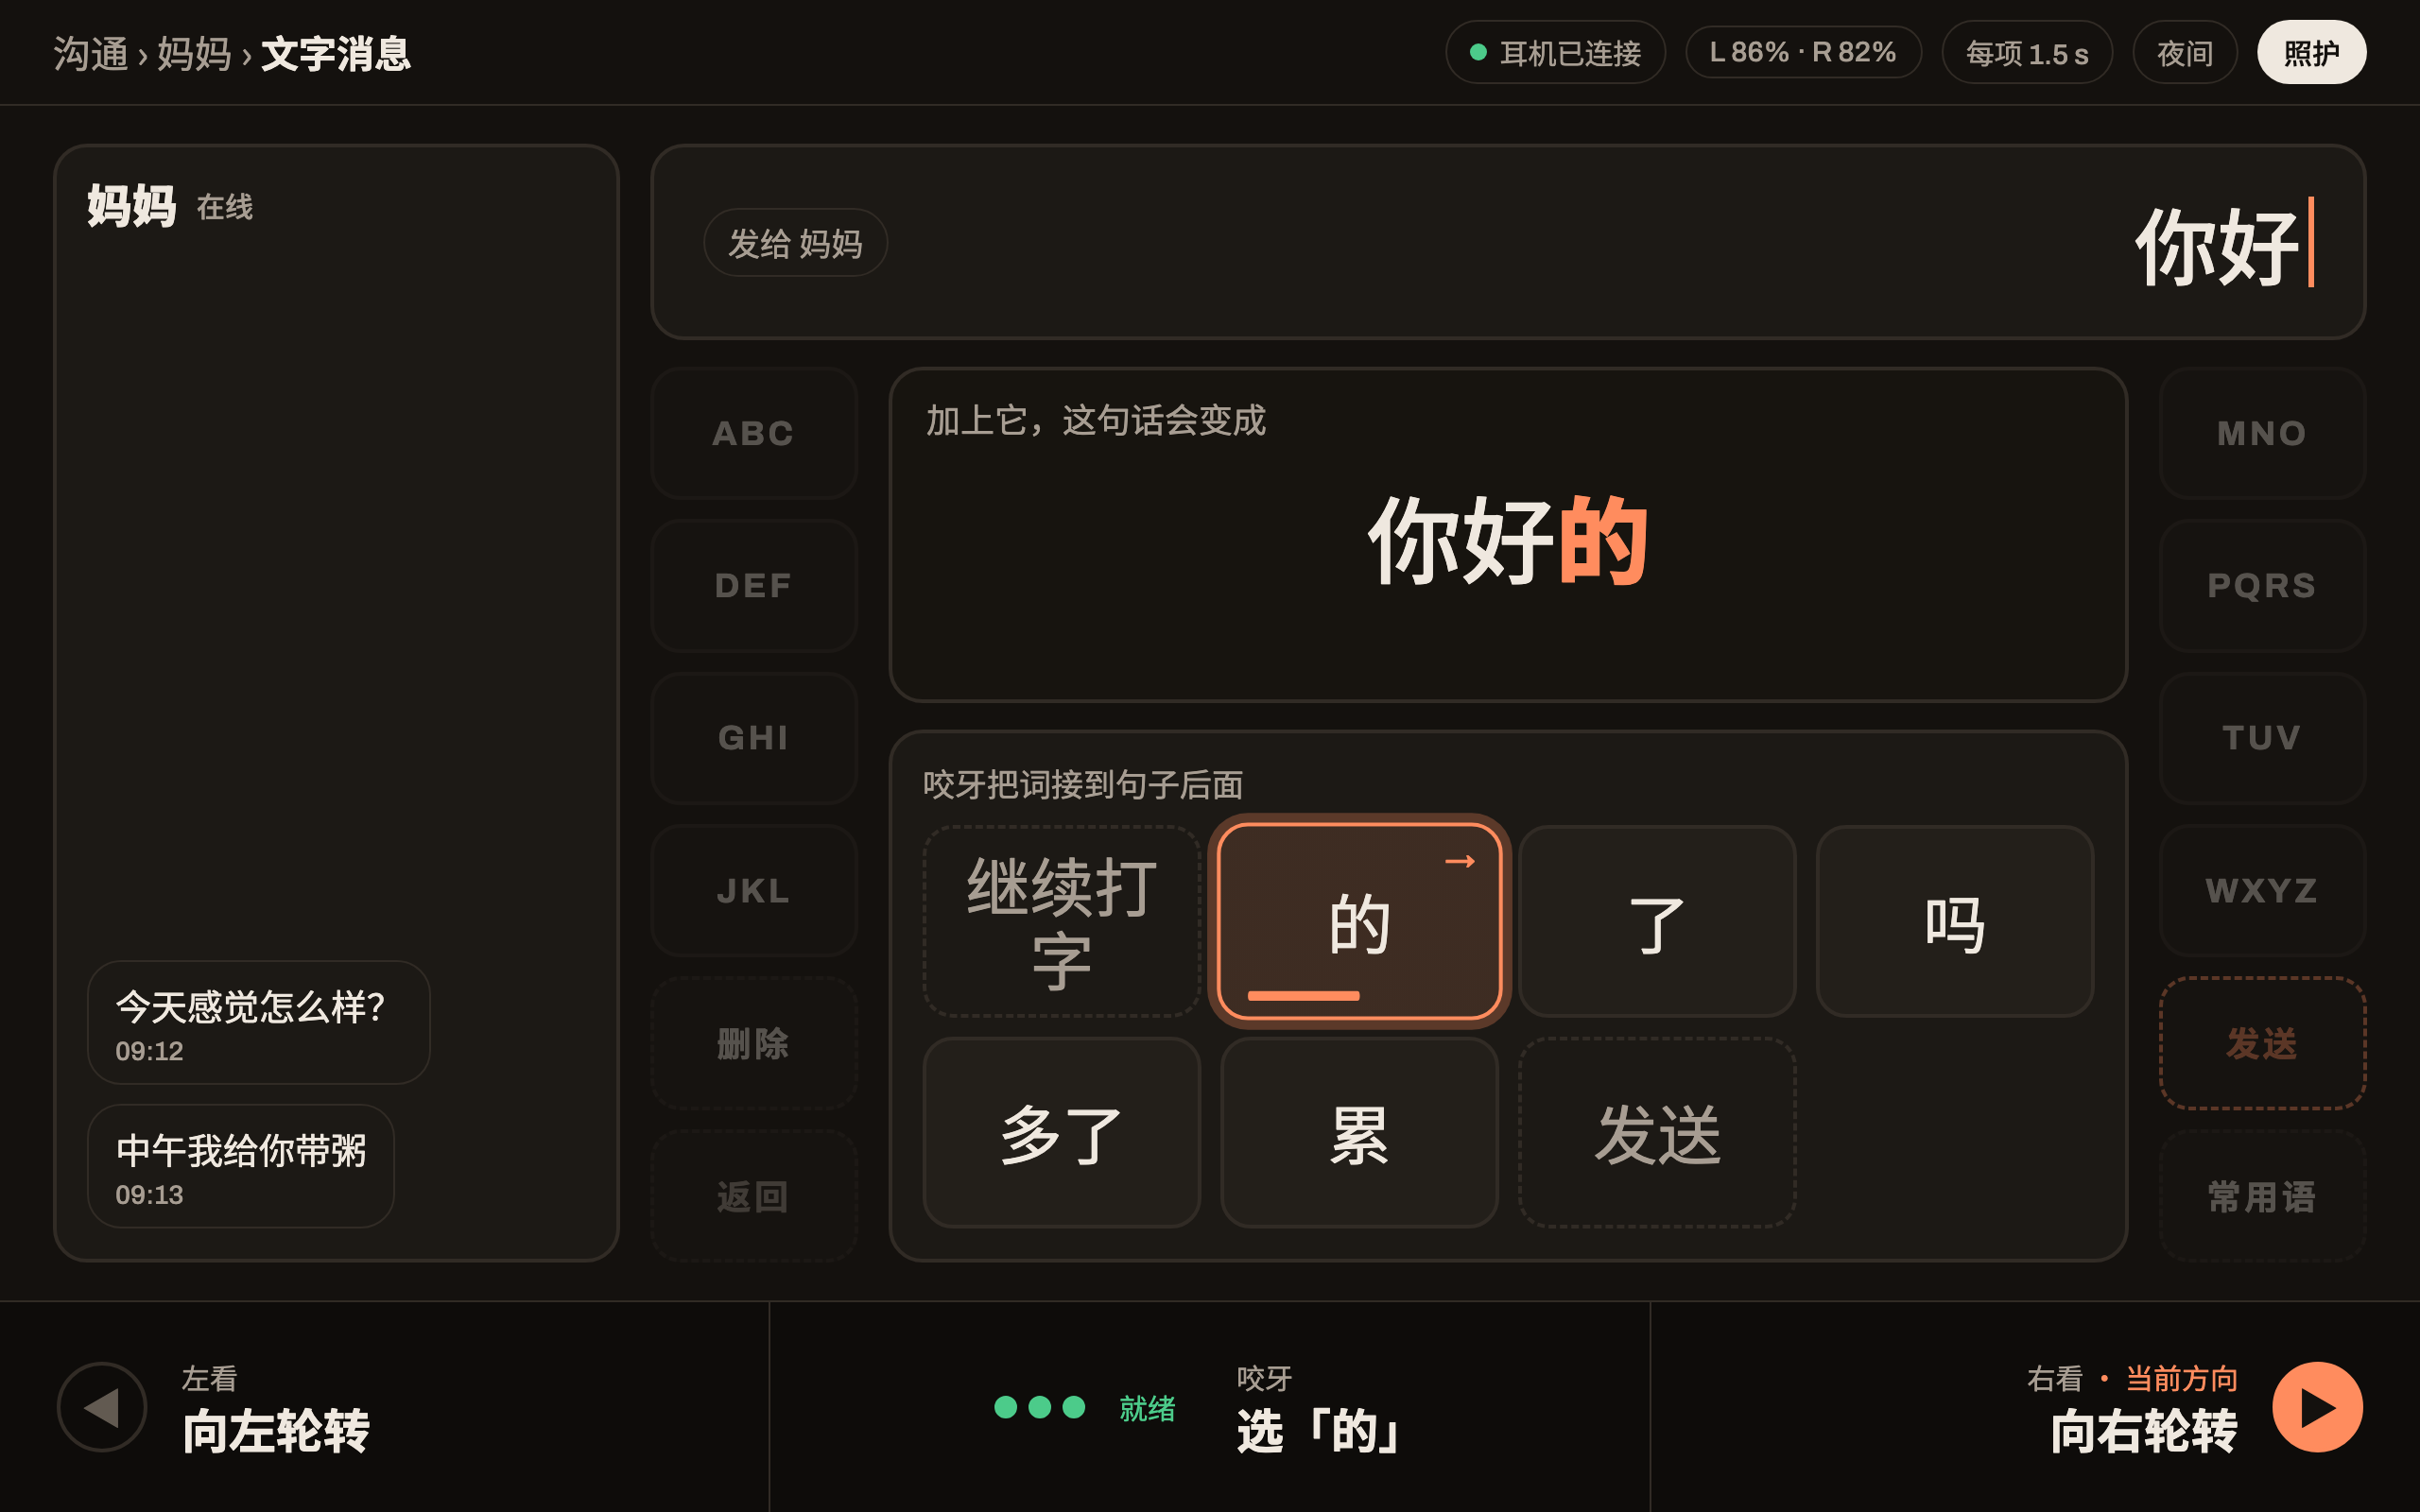 沟通 › 妈妈 › 文字消息
耳机已连接
L 86% · R 82%
每项 1.5 s
夜间
照护
妈妈 在线
今天感觉怎么样？
09:12
中午我给你带粥
09:13
发给 妈妈
你好
ABC
DEF
GHI
JKL
删除
返回
加上它，这句话会变成
你好的
咬牙把词接到句子后面
继续打
字
的 →
了
吗
多了
累
发送
MNO
PQRS
TUV
WXYZ
发送
常用语
左看
向左轮转
就绪
咬牙
选「的」
右看 · 当前方向
向右轮转